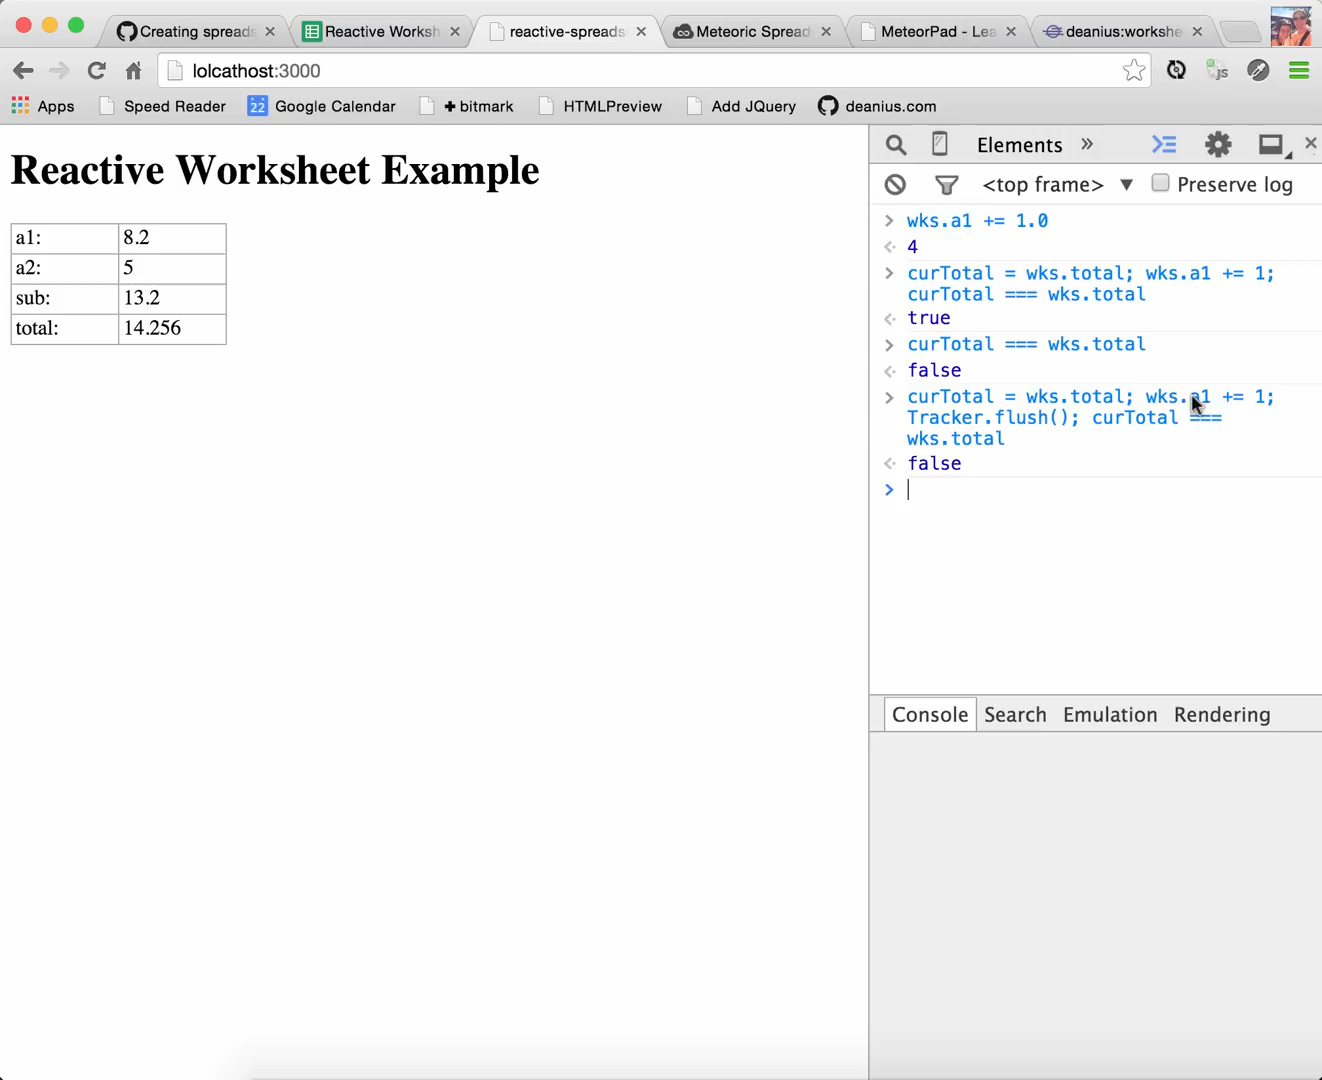 Creating spreads
Reactive Worksh
reactive-spreads
Meteoric Spread
MeteorPad - Lea
deanius:workshe
lolcathost:3000
js
Apps
Speed Reader
22 Google Calendar
+bitmark
HTMLPreview
Add JQuery
deanius.com
Reactive Worksheet Example
a1: 8.2
a2: 5
sub: 13.2
total: 14.256
Elements »
<top frame> ▼ Preserve log
> wks.a1 += 1.0
4
> curTotal = wks.total; wks.a1 += 1;
curTotal === wks.total
true
> curTotal === wks.total
false
> curTotal = wks.total; wks.a1 += 1;
Tracker.flush(); curTotal ===
wks.total
false
>
Console Search Emulation Rendering